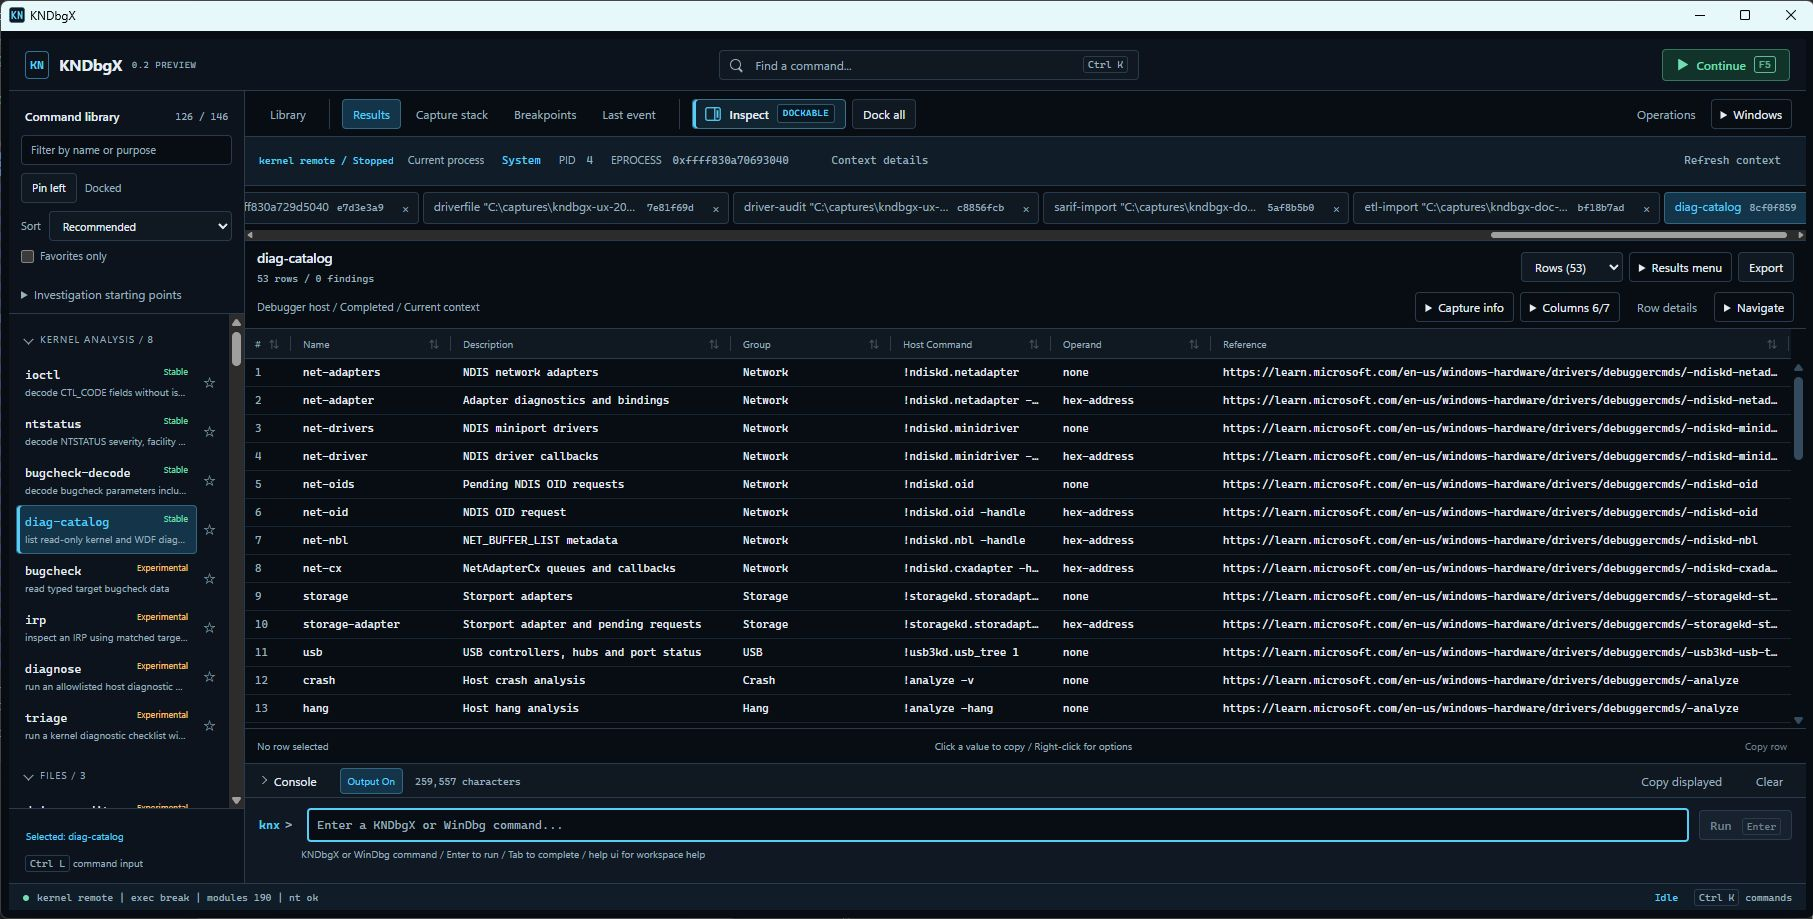 KN KNDbgX
KN KNDbgX 0.2 PREVIEW
Find a command... Ctrl K
Continue F5
Command library 126 / 146
Filter by name or purpose
Pin left Docked
Sort Recommended
Favorites only
Investigation starting points
KERNEL ANALYSIS / 8
ioctl Stable
decode CTL_CODE fields without is...
ntstatus Stable
decode NTSTATUS severity, facility ...
bugcheck-decode Stable
decode bugcheck parameters inclu...
diag-catalog Stable
list read-only kernel and WDF diag...
bugcheck Experimental
read typed target bugcheck data
irp Experimental
inspect an IRP using matched targe...
diagnose Experimental
run an allowlisted host diagnostic ...
triage Experimental
run a kernel diagnostic checklist wi...
FILES / 3
Selected: diag-catalog
Ctrl L command input
Library Results Capture stack Breakpoints Last event Inspect DOCKABLE Dock all Operations Windows
kernel remote / Stopped Current process System PID 4 EPROCESS 0xffff830a70693040 Context details Refresh context
ff830a729d5040 e7d3e3a9 × driverfile "C:\captures\kndbgx-ux-20... 7e81f69d × driver-audit "C:\captures\kndbgx-ux-... c8856fcb × sarif-import "C:\captures\kndbgx-do... 5af8b5b0 × etl-import "C:\captures\kndbgx-doc-... bf18b7ad × diag-catalog 8cf0f859
diag-catalog
53 rows / 0 findings
Rows (53) Results menu Export
Debugger host / Completed / Current context
Capture info Columns 6/7 Row details Navigate
# Name Description Group Host Command Operand Reference
1 net-adapters NDIS network adapters Network !ndiskd.netadapter none https://learn.microsoft.com/en-us/windows-hardware/drivers/debuggercmds/-ndiskd-netad...
2 net-adapter Adapter diagnostics and bindings Network !ndiskd.netadapter -... hex-address https://learn.microsoft.com/en-us/windows-hardware/drivers/debuggercmds/-ndiskd-netad...
3 net-drivers NDIS miniport drivers Network !ndiskd.minidriver none https://learn.microsoft.com/en-us/windows-hardware/drivers/debuggercmds/-ndiskd-minid...
4 net-driver NDIS driver callbacks Network !ndiskd.minidriver -... hex-address https://learn.microsoft.com/en-us/windows-hardware/drivers/debuggercmds/-ndiskd-minid...
5 net-oids Pending NDIS OID requests Network !ndiskd.oid none https://learn.microsoft.com/en-us/windows-hardware/drivers/debuggercmds/-ndiskd-oid
6 net-oid NDIS OID request Network !ndiskd.oid -handle hex-address https://learn.microsoft.com/en-us/windows-hardware/drivers/debuggercmds/-ndiskd-oid
7 net-nbl NET_BUFFER_LIST metadata Network !ndiskd.nbl -handle hex-address https://learn.microsoft.com/en-us/windows-hardware/drivers/debuggercmds/-ndiskd-nbl
8 net-cx NetAdapterCx queues and callbacks Network !ndiskd.cxadapter -h... hex-address https://learn.microsoft.com/en-us/windows-hardware/drivers/debuggercmds/-ndiskd-cxada...
9 storage Storport adapters Storage !storagekd.storadapt... none https://learn.microsoft.com/en-us/windows-hardware/drivers/debuggercmds/-storagekd-st...
10 storage-adapter Storport adapter and pending requests Storage !storagekd.storadapt... hex-address https://learn.microsoft.com/en-us/windows-hardware/drivers/debuggercmds/-storagekd-st...
11 usb USB controllers, hubs and port status USB !usb3kd.usb_tree 1 none https://learn.microsoft.com/en-us/windows-hardware/drivers/debuggercmds/-usb3kd-usb-t...
12 crash Host crash analysis Crash !analyze -v none https://learn.microsoft.com/en-us/windows-hardware/drivers/debuggercmds/-analyze
13 hang Host hang analysis Hang !analyze -hang none https://learn.microsoft.com/en-us/windows-hardware/drivers/debuggercmds/-analyze
No row selected Click a value to copy / Right-click for options Copy row
Console Output On 259,557 characters Copy displayed Clear
knx > Enter a KNDbgX or WinDbg command... Run Enter
KNDbgX or WinDbg command / Enter to run / Tab to complete / help ui for workspace help
kernel remote | exec break | modules 190 | nt ok Idle Ctrl K commands